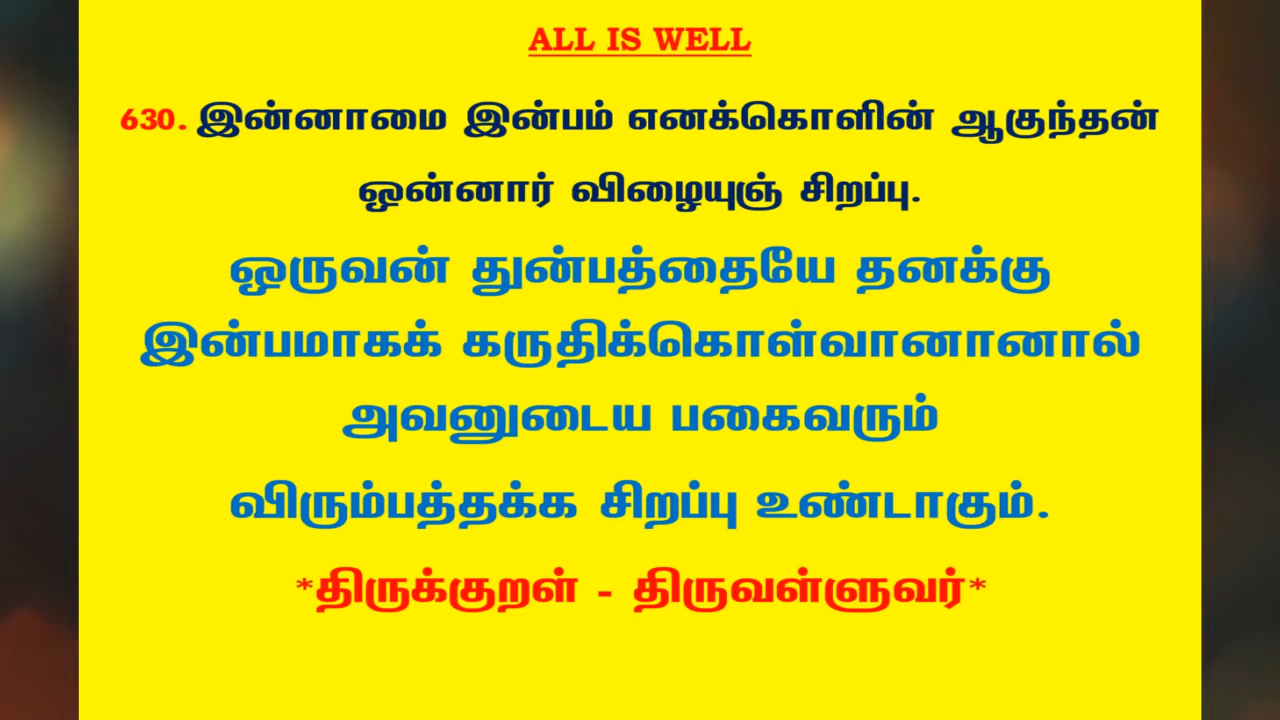 ALL IS WELL
630. இன்னாமை இன்பம் எனக்கொளின் ஆகுந்தன்
ஒன்னார் விழையுஞ் சிறப்பு.
ஒருவன் துன்பத்தையே தனக்கு
இன்பமாகக் கருதிக்கொள்வானானால்
அவனுடைய பகைவரும்
விரும்பத்தக்க சிறப்பு உண்டாகும்.
*திருக்குறள் - திருவள்ளுவர்*